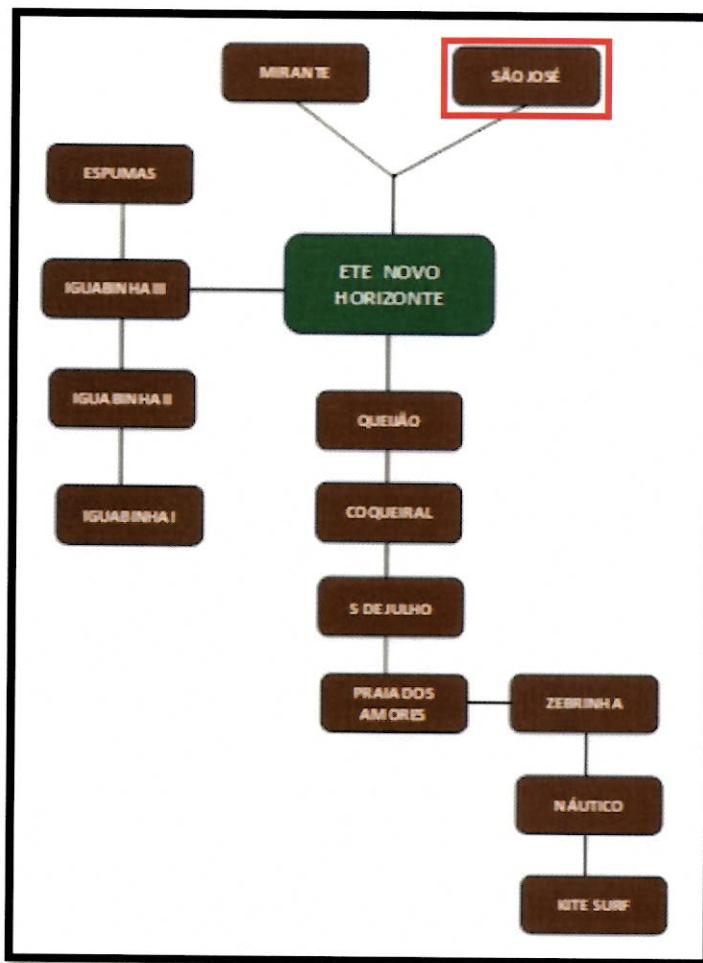 MIRANTE
SÃO JOSÉ
ESPUMAS
ETE NOVO
HORIZONTE
IGUABINHA III
IGUABINHA II
QUEIJÃO
IGUABINHA I
COQUEIRAL
5 DE JULHO
PRAIA DOS
AMORES
ZEBRINHA
NÁUTICO
KITE SURF